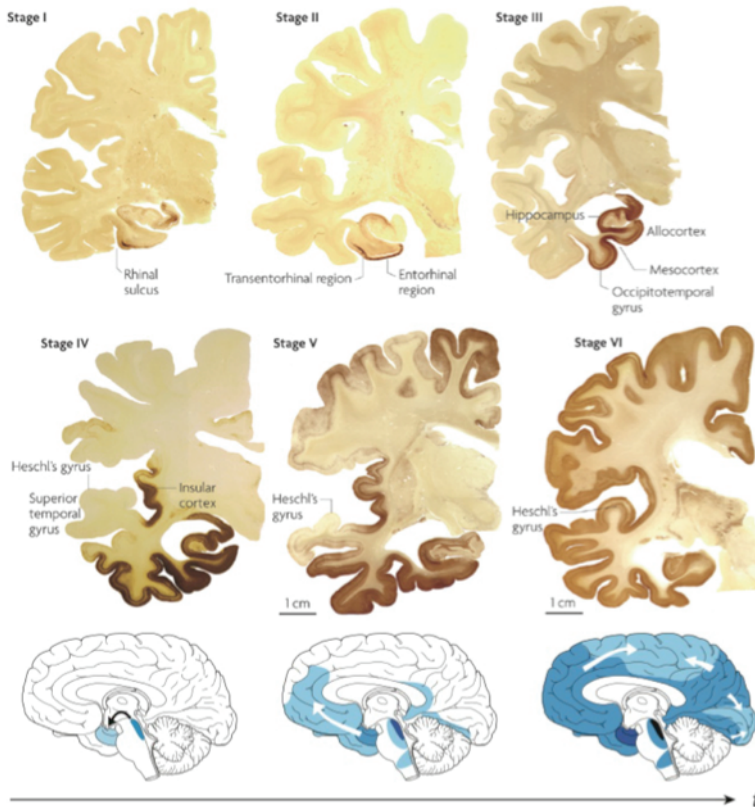 Stage I
Stage II
Stage III
Rhinal
sulcus
Transentorhinal region
Entorhinal
region
Hippocampus
Allocortex
Mesocortex
Occipitotemporal
gyrus
Stage IV
Stage V
Stage VI
Heschl's gyrus
Superior
temporal
gyrus
Insular
cortex
Heschl's
gyrus
1 cm
Heschl's
gyrus
1 cm